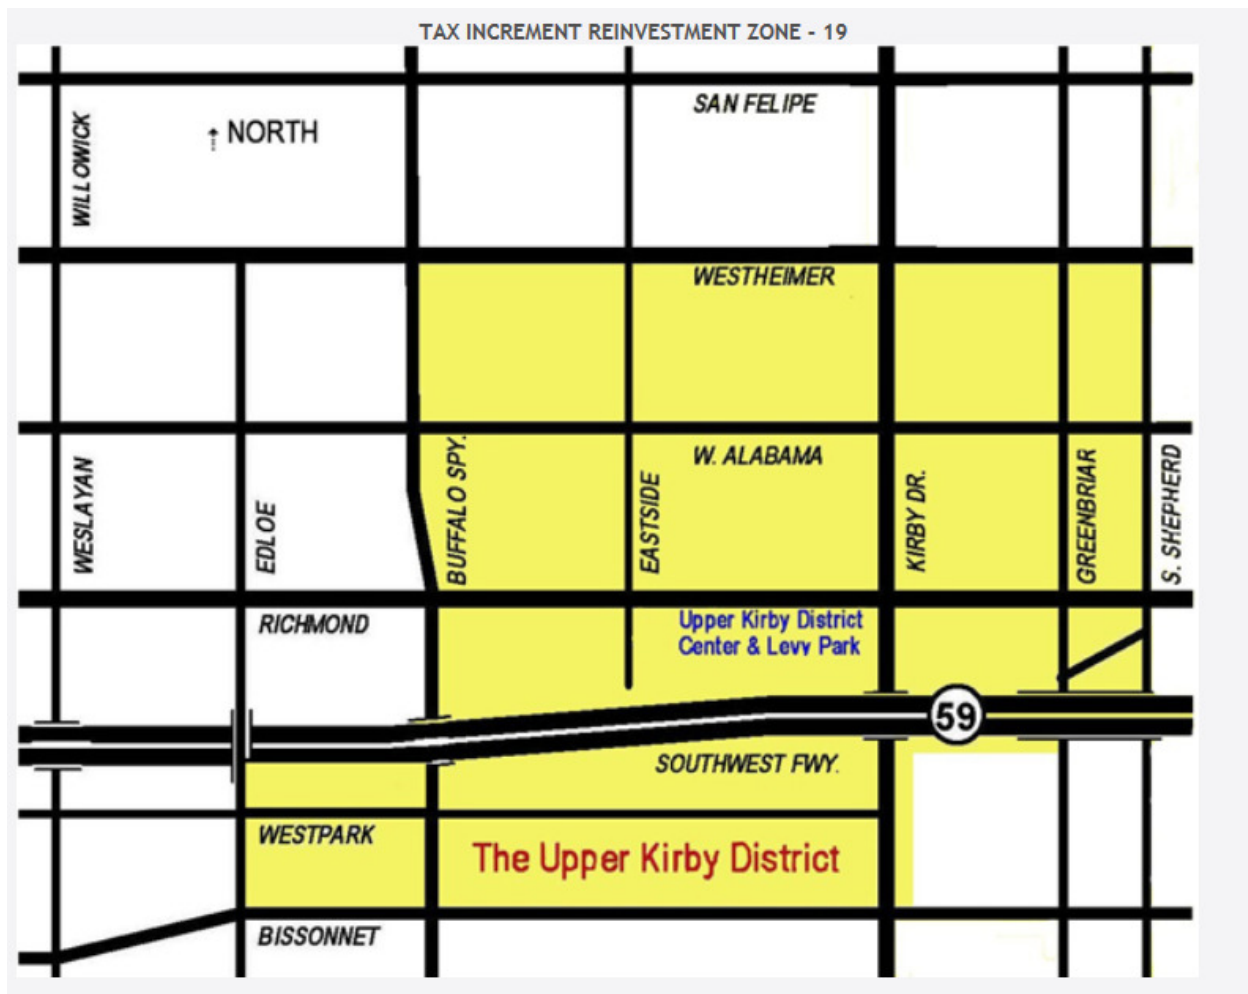 TAX INCREMENT REINVESTMENT ZONE - 19
SAN FELIPE
NORTH
WILLOWICK
WESTHEIMER
W. ALABAMA
WESLAYAN
EDLOE
BUFFALO SPY.
EASTSIDE
KIRBY DR.
GREENBRIAR
S. SHEPHERD
RICHMOND
Upper Kirby District
Center & Levy Park
59
SOUTHWEST FWY.
WESTPARK
The Upper Kirby District
BISSONNET